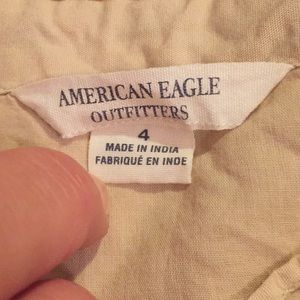 AMERICAN EAGLE
OUTFITTERS
4
MADE IN INDIA
FABRIQUÉ EN INDE